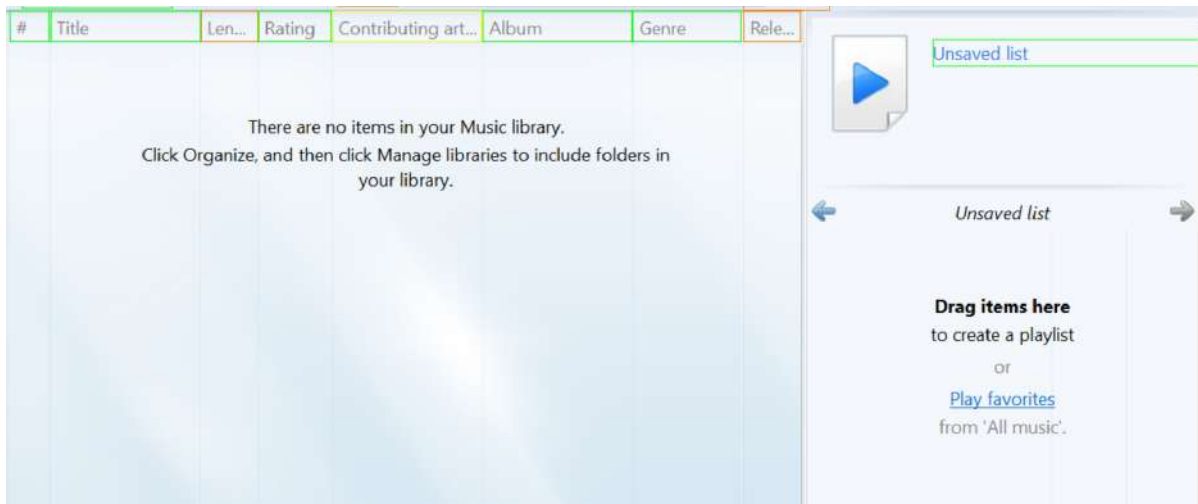 # Title Len... Rating Contributing art... Album Genre Rele...
There are no items in your Music library.
Click Organize, and then click Manage libraries to include folders in
your library.
Unsaved list
Unsaved list
Drag items here
to create a playlist
or
Play favorites
from 'All music'.